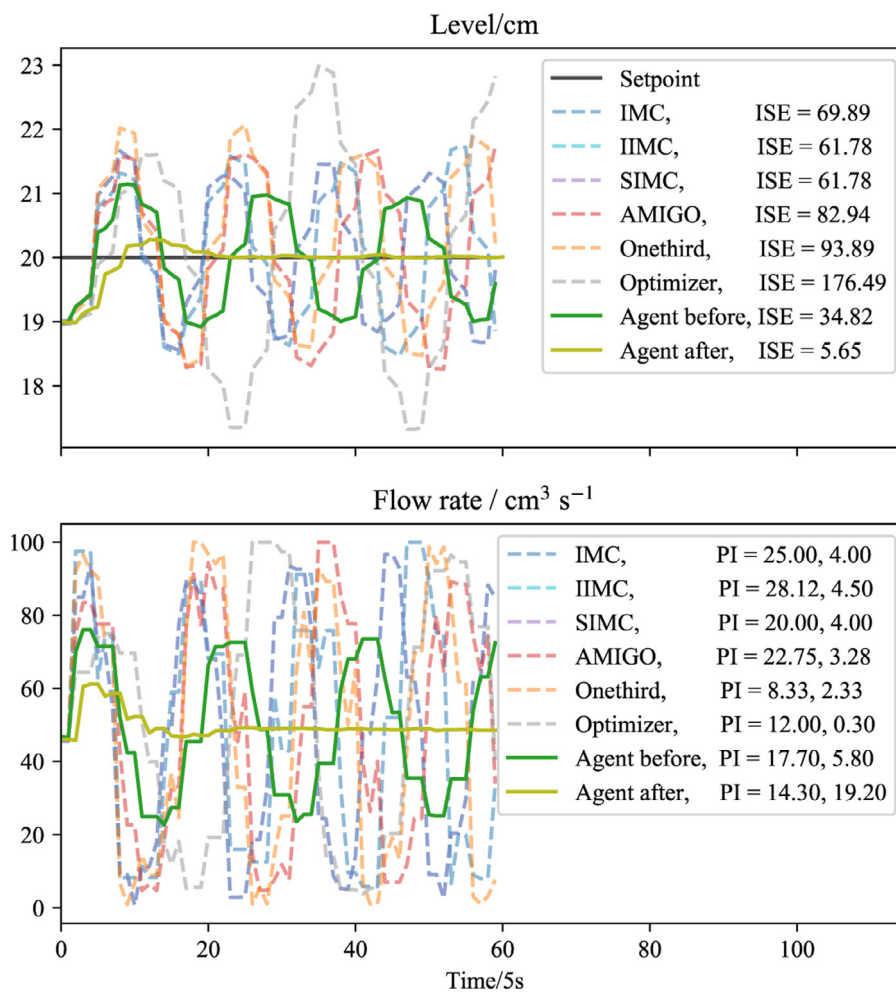 Level/cm
23
22
21
20
19
18
Setpoint
IMC, ISE = 69.89
IIMC, ISE = 61.78
SIMC, ISE = 61.78
AMIGO, ISE = 82.94
Onethird, ISE = 93.89
Optimizer, ISE = 176.49
Agent before, ISE = 34.82
Agent after, ISE = 5.65
Flow rate / cm³ s⁻¹
100
80
60
40
20
0
IMC, PI = 25.00, 4.00
IIMC, PI = 28.12, 4.50
SIMC, PI = 20.00, 4.00
AMIGO, PI = 22.75, 3.28
Onethird, PI = 8.33, 2.33
Optimizer, PI = 12.00, 0.30
Agent before, PI = 17.70, 5.80
Agent after, PI = 14.30, 19.20
0 20 40 60 80 100
Time/5s